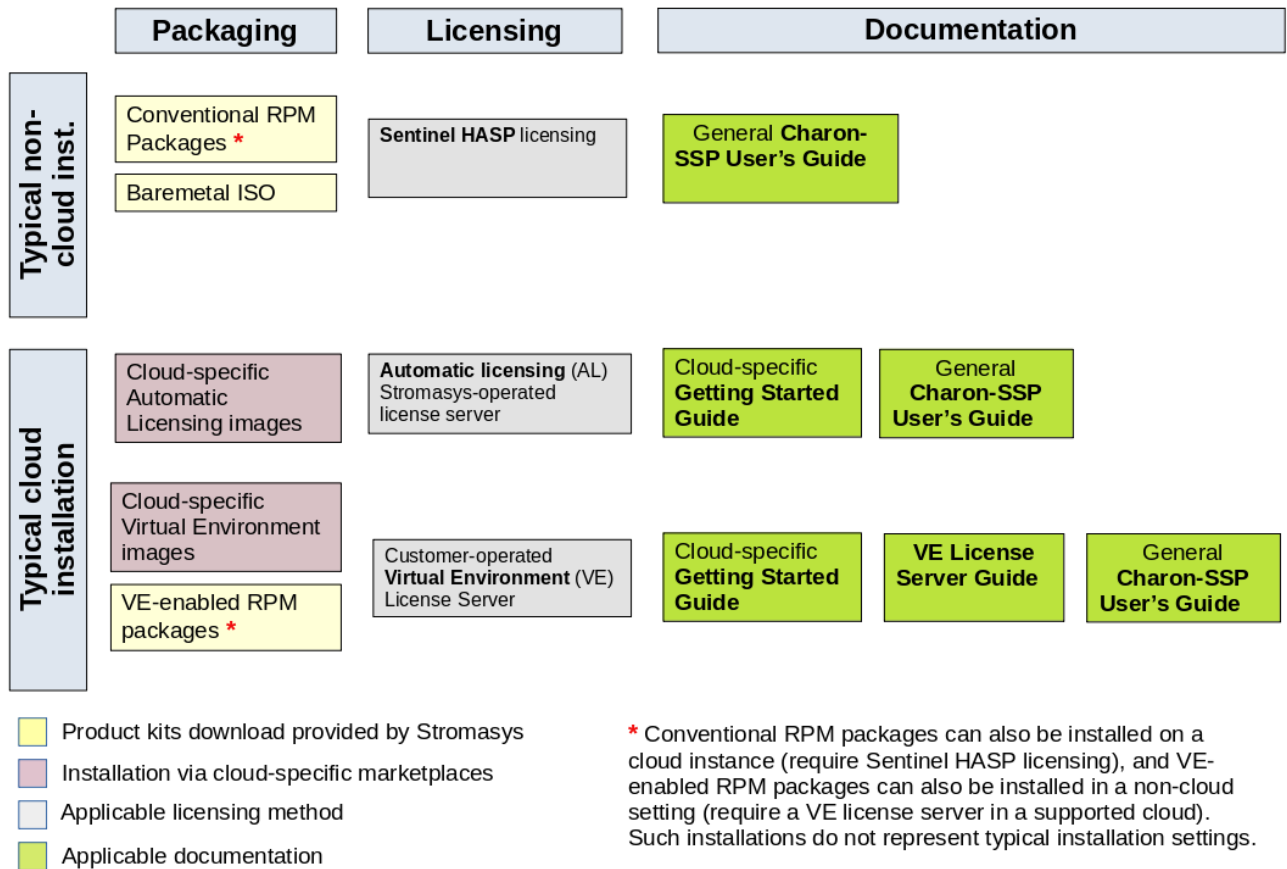 Packaging
Licensing
Documentation
Typical non-
cloud inst.
Conventional RPM
Packages *
Baremetal ISO
Sentinel HASP licensing
General Charon-
SSP User’s Guide
Typical cloud
installation
Cloud-specific
Automatic
Licensing images
Automatic licensing (AL)
Stromasys-operated
license server
Cloud-specific
Getting Started
Guide
General
Charon-SSP
User’s Guide
Cloud-specific
Virtual Environment
images
VE-enabled RPM
packages *
Customer-operated
Virtual Environment (VE)
License Server
Cloud-specific
Getting Started
Guide
VE License
Server Guide
General
Charon-SSP
User’s Guide
Product kits download provided by Stromasys
Installation via cloud-specific marketplaces
Applicable licensing method
Applicable documentation
* Conventional RPM packages can also be installed on a
cloud instance (require Sentinel HASP licensing), and VE-
enabled RPM packages can also be installed in a non-cloud
setting (require a VE license server in a supported cloud).
Such installations do not represent typical installation settings.